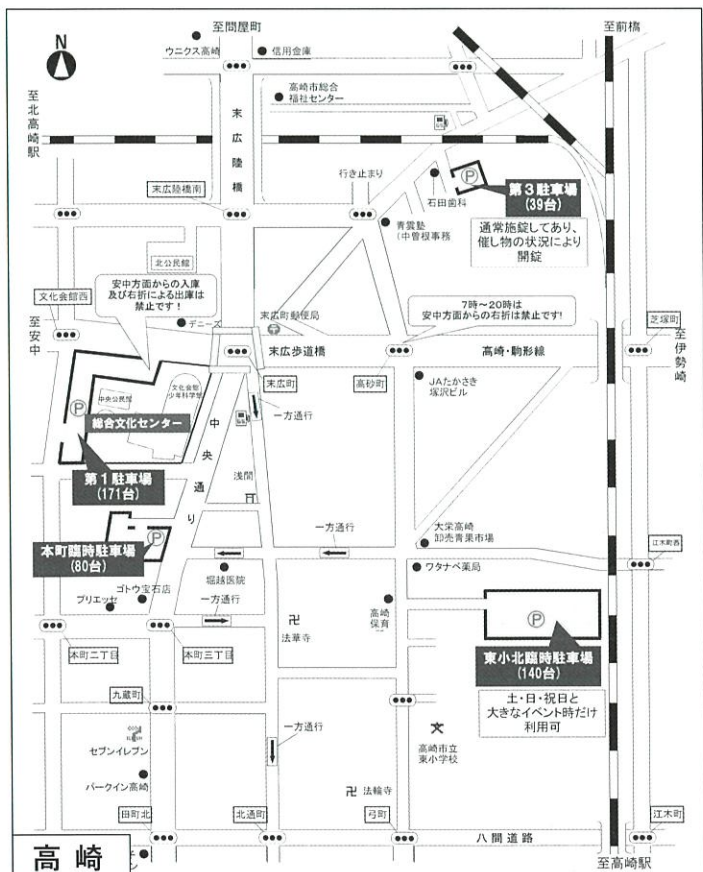 至問屋町
至前橋
N
ウニクス高崎
信用金庫
高崎市総合
福祉センター
至北高崎駅
末広陸橋
末広陸橋南
行き止まり
石田歯科
第3駐車場
(39台)
通常施錠してあり、
催し物の状況により
開錠
青雲塾
(中曽根事務
北公民館
安中方面からの入庫
及び右折による出庫は
禁止です!
文化会館西
至安中
デニーズ
末広町郵便局
7時～20時は
安中方面からの右折は禁止です!
芝塚町
至伊勢崎
末広歩道橋
高崎・駒形線
末広町
高砂町
JAたかさき
塚沢ビル
一方通行
中央公民館
文化会館
少年科学館
総合文化センター
中央通り
浅間
第1駐車場
(171台)
本町臨時駐車場
(80台)
一方通行
大栄高崎
卸売青果市場
江木町西
ワタナベ薬局
堀越医院
ゴトウ宝石店
プリエッセ
一方通行
法華寺
高崎
保育
東小北臨時駐車場
(140台)
土・日・祝日と
大きなイベント時だけ
利用可
本町二丁目
本町三丁目
九蔵町
一方通行
セブンイレブン
文
高崎市立
東小学校
パークイン高崎
法輪寺
田町北
北通町
弓町
八間道路
江木町
高崎
至高崎駅